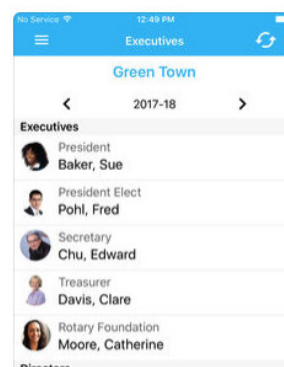 No Service 12:49 PM
Executives
Green Town
2017-18
Executives
President
Baker, Sue
President Elect
Pohl, Fred
Secretary
Chu, Edward
Treasurer
Davis, Clare
Rotary Foundation
Moore, Catherine
Directors